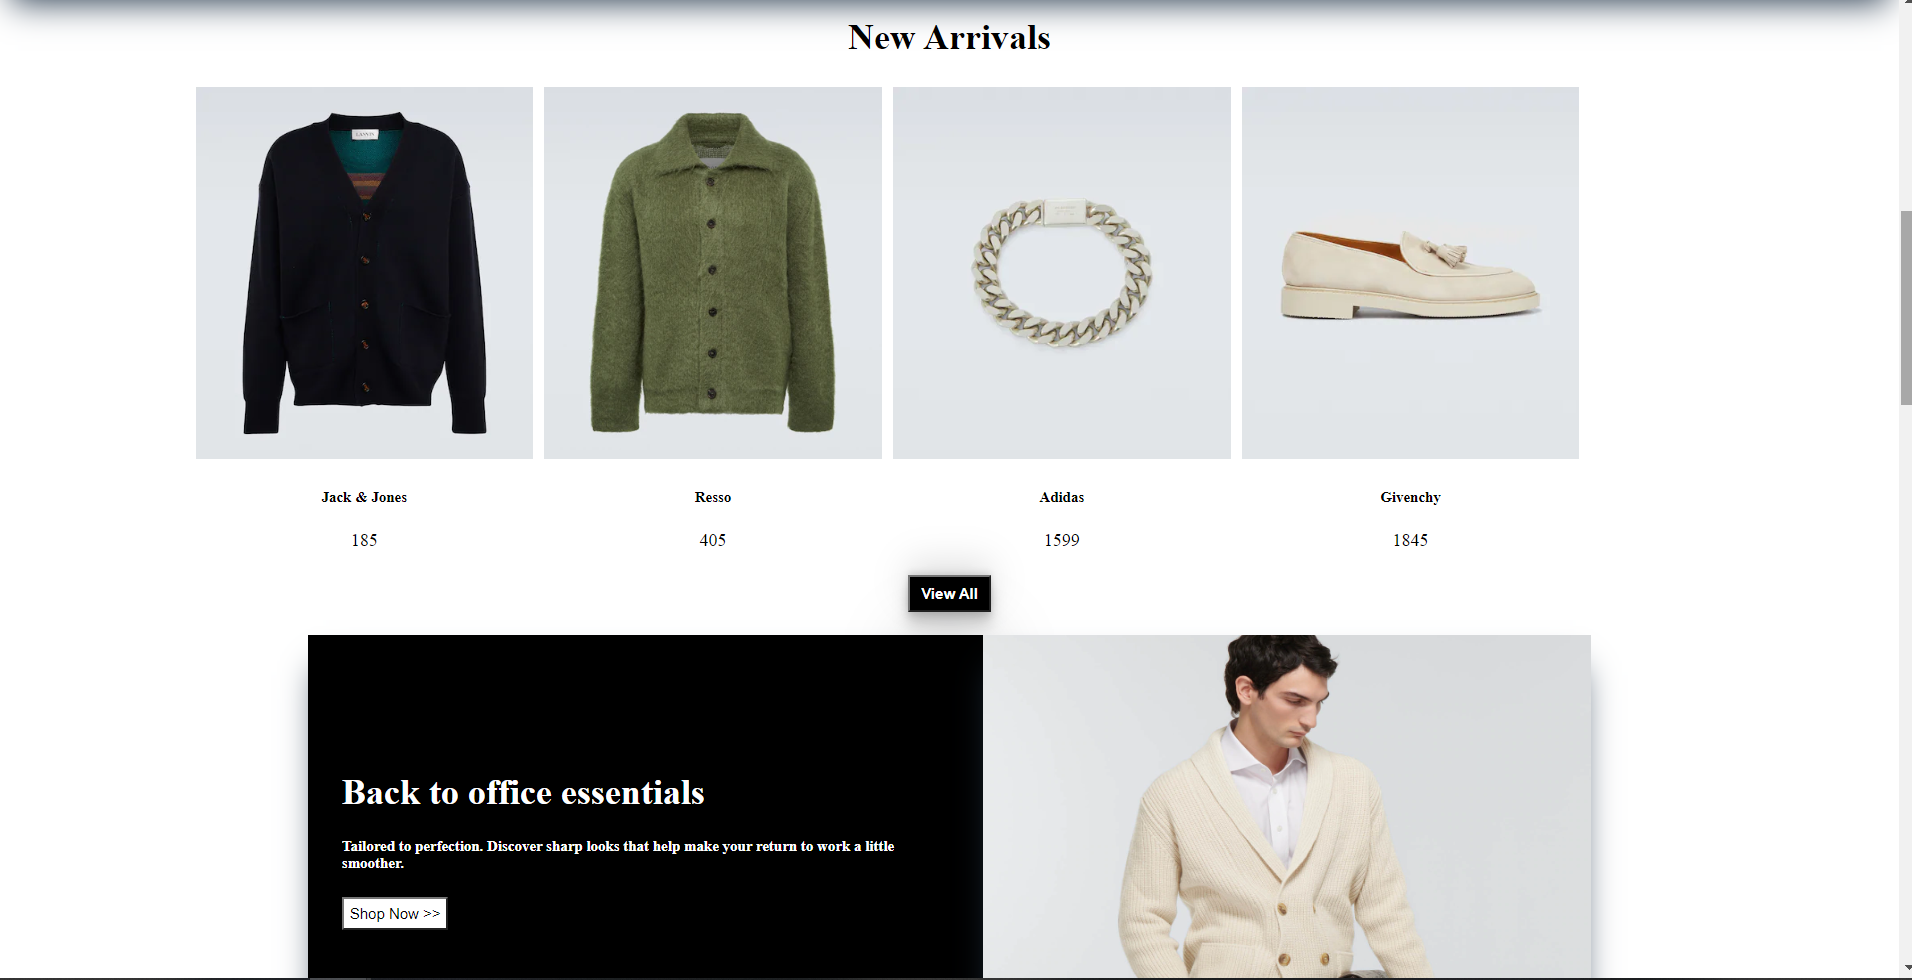 New Arrivals
LANVIN
Jack & Jones
Resso
Adidas
Givenchy
185
405
1599
1845
View All
Back to office essentials
Tailored to perfection. Discover sharp looks that help make your return to work a little
smoother.
Shop Now >>